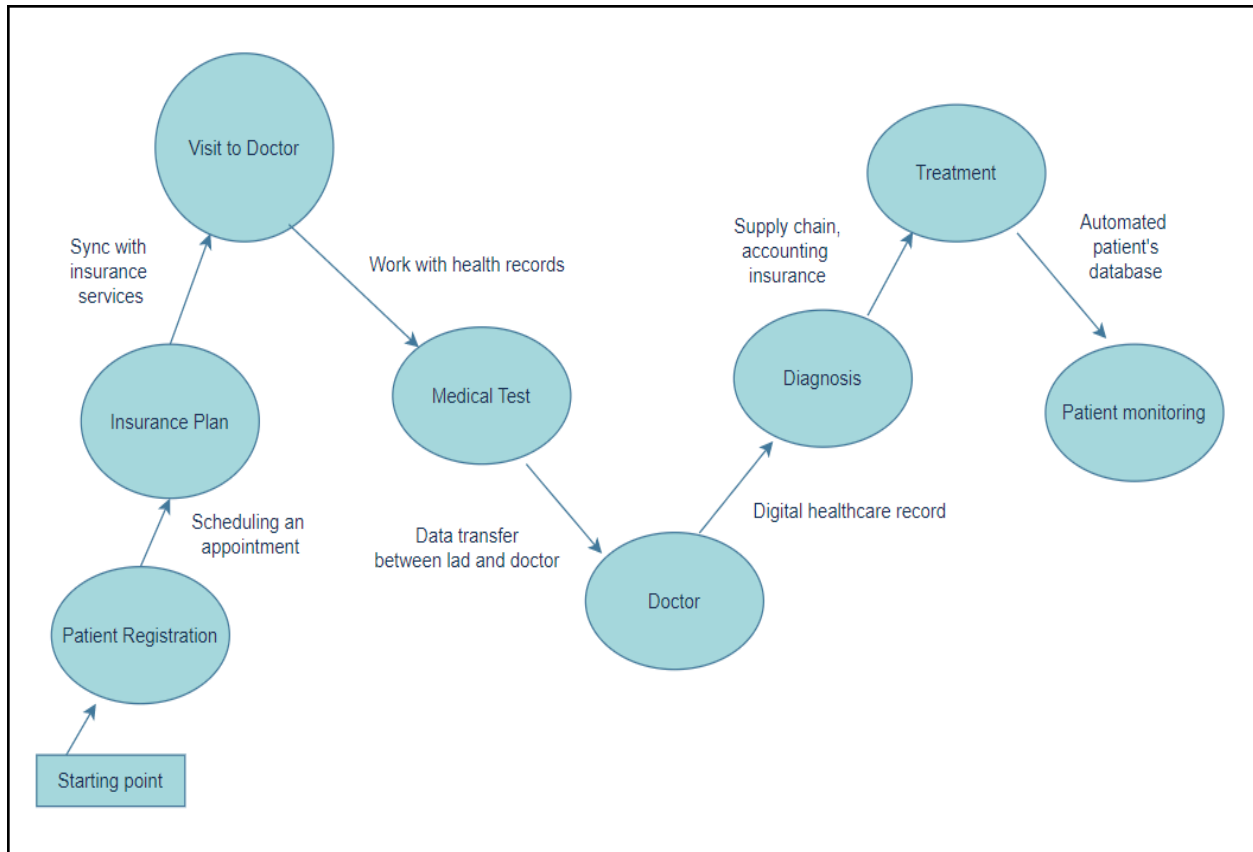 Starting point
Patient Registration
Scheduling an
appointment
Insurance Plan
Sync with
insurance
services
Visit to Doctor
Work with health records
Medical Test
Data transfer
between lad and doctor
Doctor
Digital healthcare record
Diagnosis
Supply chain,
accounting
insurance
Treatment
Automated
patient's
database
Patient monitoring